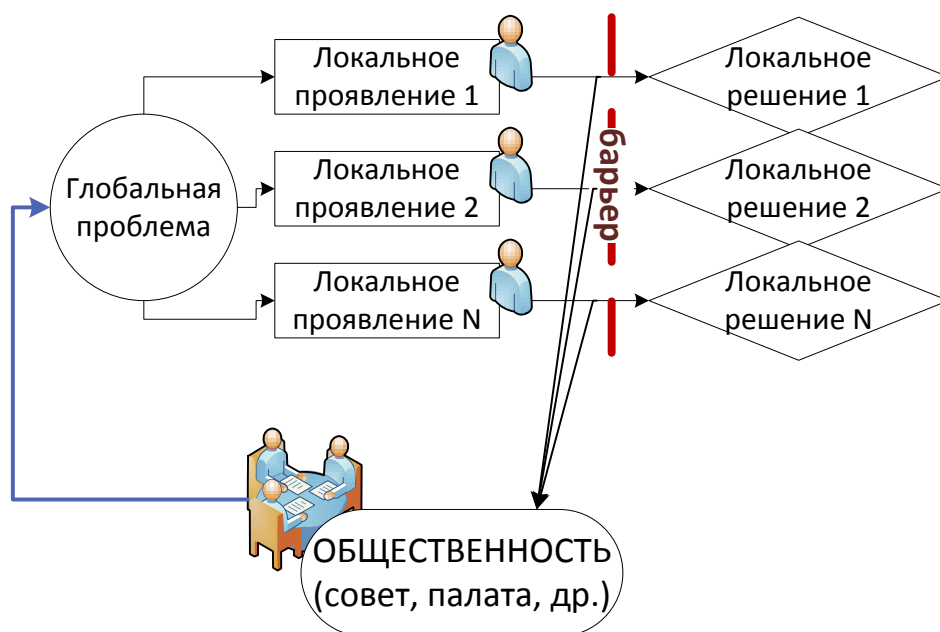 Глобальная
проблема
Локальное
проявление 1
Локальное
проявление 2
Локальное
проявление N
барьер
Локальное
решение 1
Локальное
решение 2
Локальное
решение N
ОБЩЕСТВЕННОСТЬ
(совет, палата, др.)